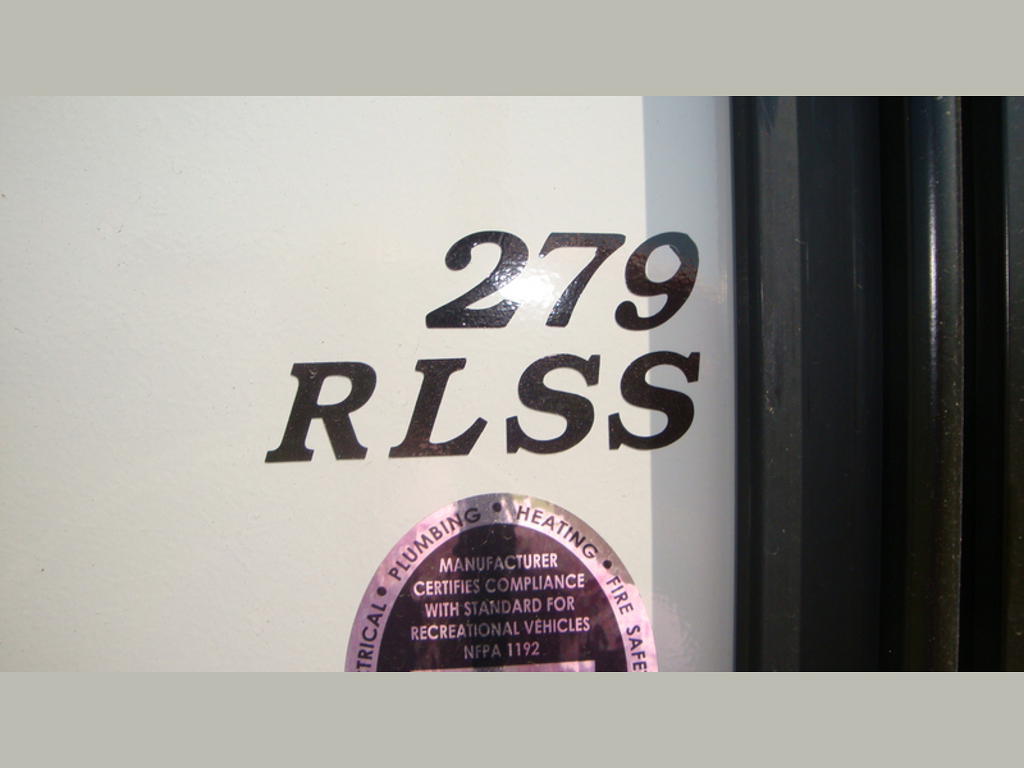 279
RLSS
PLUMBING • HEATING • FIRE
MANUFACTURER
CERTIFIES COMPLIANCE
WITH STANDARD FOR
RECREATIONAL VEHICLES
NFPA 1192